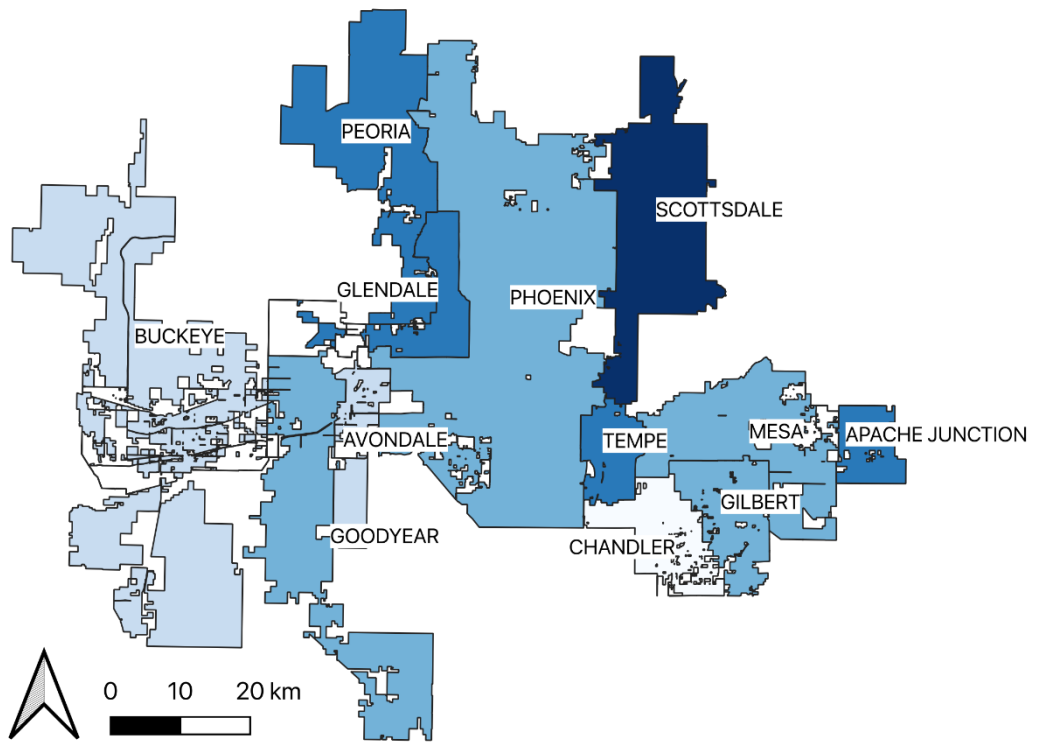 PEORIA
SCOTTSDALE
GLENDALE
PHOENIX
BUCKEYE
AVONDALE
TEMPE
MESA
APACHE JUNCTION
GILBERT
GOODYEAR
CHANDLER
0 10 20 km